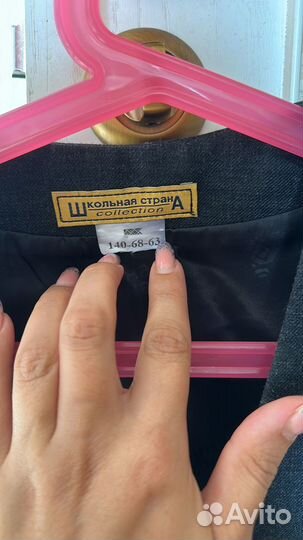 Школьная странА
collection
140-68-63
Avito